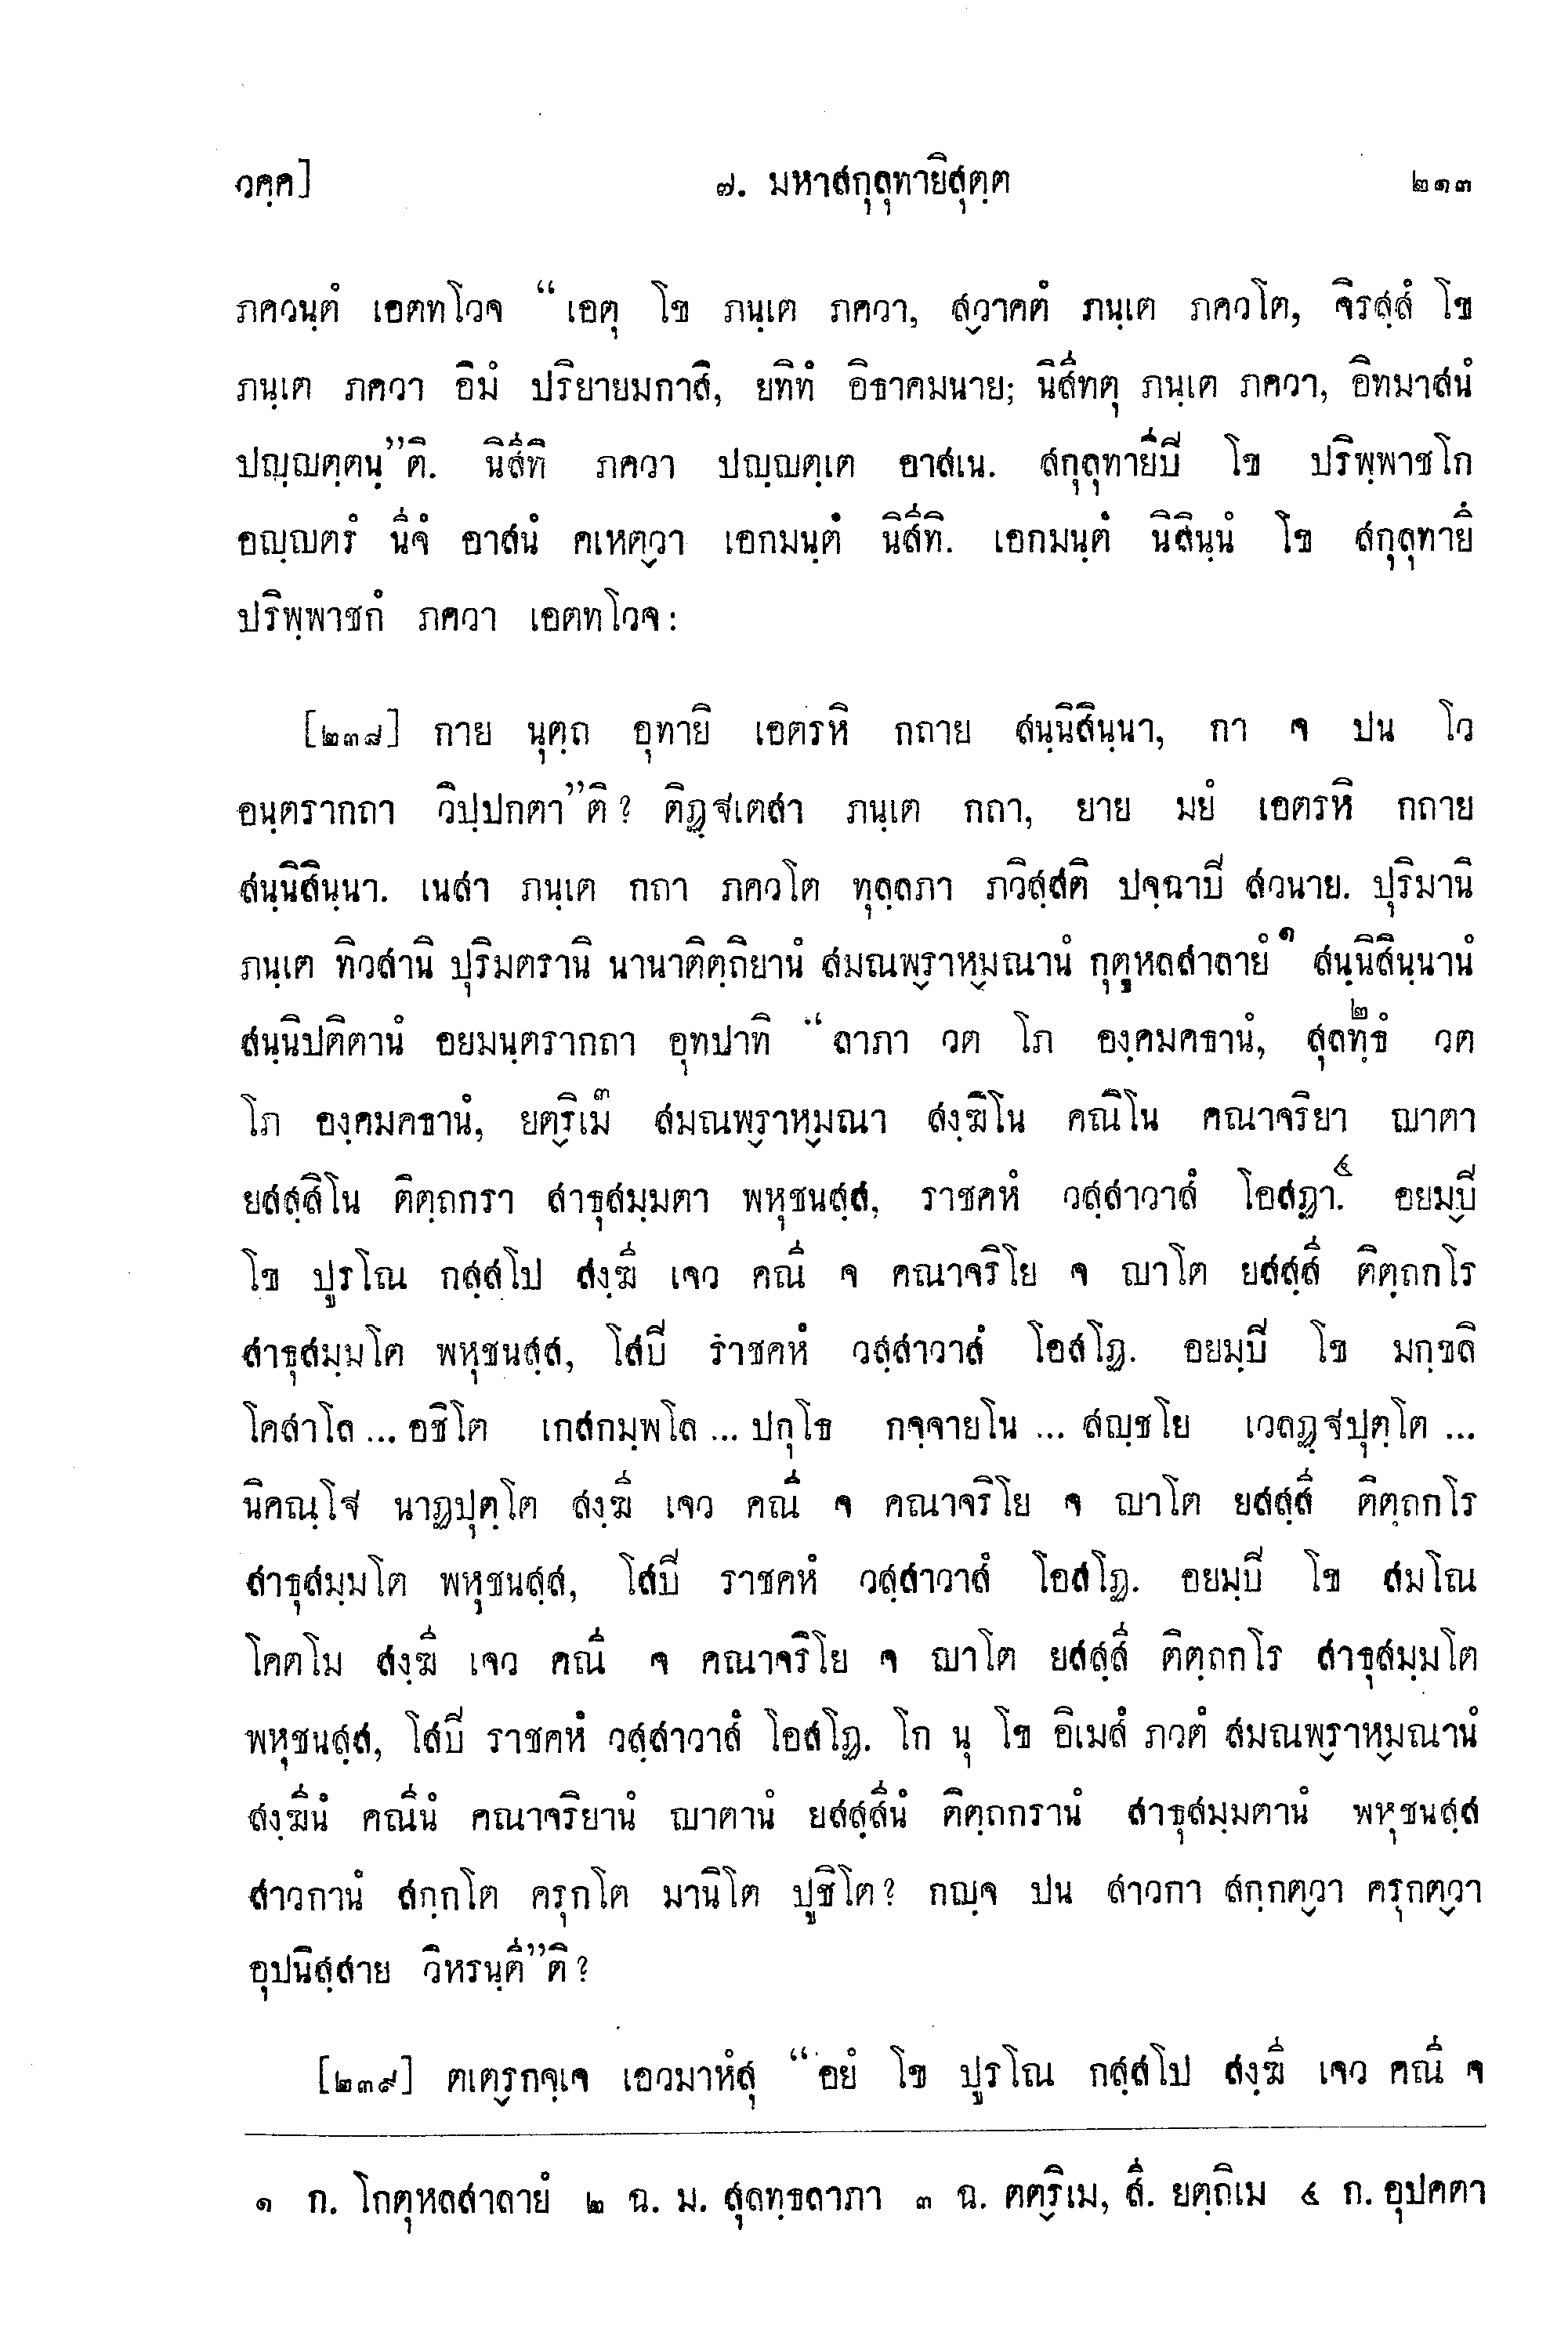 วคฺค] ๗. มหาสกุลุทายิสุตฺต ๒๑๓
ภควนฺตํ เอตทโวจ “เอตุ โข ภนฺเต ภควา, สฺวาคตํ ภนฺเต ภควโต, จิรสฺสํ โข
ภนฺเต ภควา อิมํ ปริยายมกาสิ, ยทิทํ อิธาคมนาย; นิสีทตุ ภนฺเต ภควา, อิทมาสนํ
ปญฺญตฺตนฺ”ติ. นิสีทิ ภควา ปญฺญตฺเต อาสเน. สกุลุทายีปิ โข ปริพฺพาชโก
อญฺญตรํ นีจํ อาสนํ คเหตฺวา เอกมนฺตํ นิสีทิ. เอกมนฺตํ นิสินฺนํ โข สกุลุทายึ
ปริพฺพาชกํ ภควา เอตทโวจ:
[๒๓๘] กาย นุตฺถ อุทายิ เอตรหิ กถาย สนฺนิสินฺนา, กา จ ปน โว
อนฺตรากถา วิปฺปกตา”ติ? ติฏฺฐเตสา ภนฺเต กถา, ยาย มยํ เอตรหิ กถาย
สนฺนิสินฺนา. เนสา ภนฺเต กถา ภควโต ทุลฺลภา ภวิสฺสติ ปจฺฉาปิ สวนาย. ปุริมานิ
ภนฺเต ทิวสานิ ปุริมตรานิ นานาติตฺถิยานํ สมณพฺราหฺมณานํ กุตูหลสาลายํ๑ สนฺนิสินฺนานํ
สนฺนิปติตานํ อยมนฺตรากถา อุทปาทิ “ลาภา วต โภ องฺคมคธานํ, สุลทฺธํ๒ วต
โภ องฺคมคธานํ, ยตฺริเม๓ สมณพฺราหฺมณา สงฺฆิโน คณิโน คณาจริยา ญาตา
ยสสฺสิโน ติตฺถกรา สาธุสมฺมตา พหุชนสฺส, ราชคหํ วสฺสาวาสํ โอสฏา.๔ อยมฺปิ
โข ปูรโณ กสฺสโป สงฺฆี เจว คณี จ คณาจริโย จ ญาโต ยสสฺสี ติตฺถกโร
สาธุสมฺมโต พหุชนสฺส, โสปิ ราชคหํ วสฺสาวาสํ โอสโฏ. อยมฺปิ โข มกฺขลิ
โคสาโล ... อชิโต เกสกมฺพโล ... ปกุโธ กจฺจายโน ... สญฺชโย เวลฏฺฐปุตฺโต ...
นิคณฺโฐ นาฏปุตฺโต สงฺฆี เจว คณี จ คณาจริโย จ ญาโต ยสสฺสี ติตฺถกโร
สาธุสมฺมโต พหุชนสฺส, โสปิ ราชคหํ วสฺสาวาสํ โอสโฏ. อยมฺปิ โข สมโณ
โคตโม สงฺฆี เจว คณี จ คณาจริโย จ ญาโต ยสสฺสี ติตฺถกโร สาธุสมฺมโต
พหุชนสฺส, โสปิ ราชคหํ วสฺสาวาสํ โอสโฏ. โก นุ โข อิเมสํ ภวตํ สมณพฺราหฺมณานํ
สงฺฆีนํ คณีนํ คณาจริยานํ ญาตานํ ยสสฺสีนํ ติตฺถกรานํ สาธุสมฺมตานํ พหุชนสฺส
สาวกานํ สกฺกโต ครุกโต มานิโต ปูชิโต? กญฺจ ปน สาวกา สกฺกตฺวา ครุกตฺวา
อุปนิสฺสาย วิหรนฺตี”ติ?
[๒๓๙] ตเตฺรกจฺเจ เอวมาหํสุ “อยํ โข ปูรโณ กสฺสโป สงฺฆี เจว คณี จ
๑ ก. โกตุหลสาลายํ ๒ ฉ. ม. สุลทฺธลาภา ๓ ฉ. ตตฺริเม, สี. ยตฺถิเม ๔ ก. อุปคตา